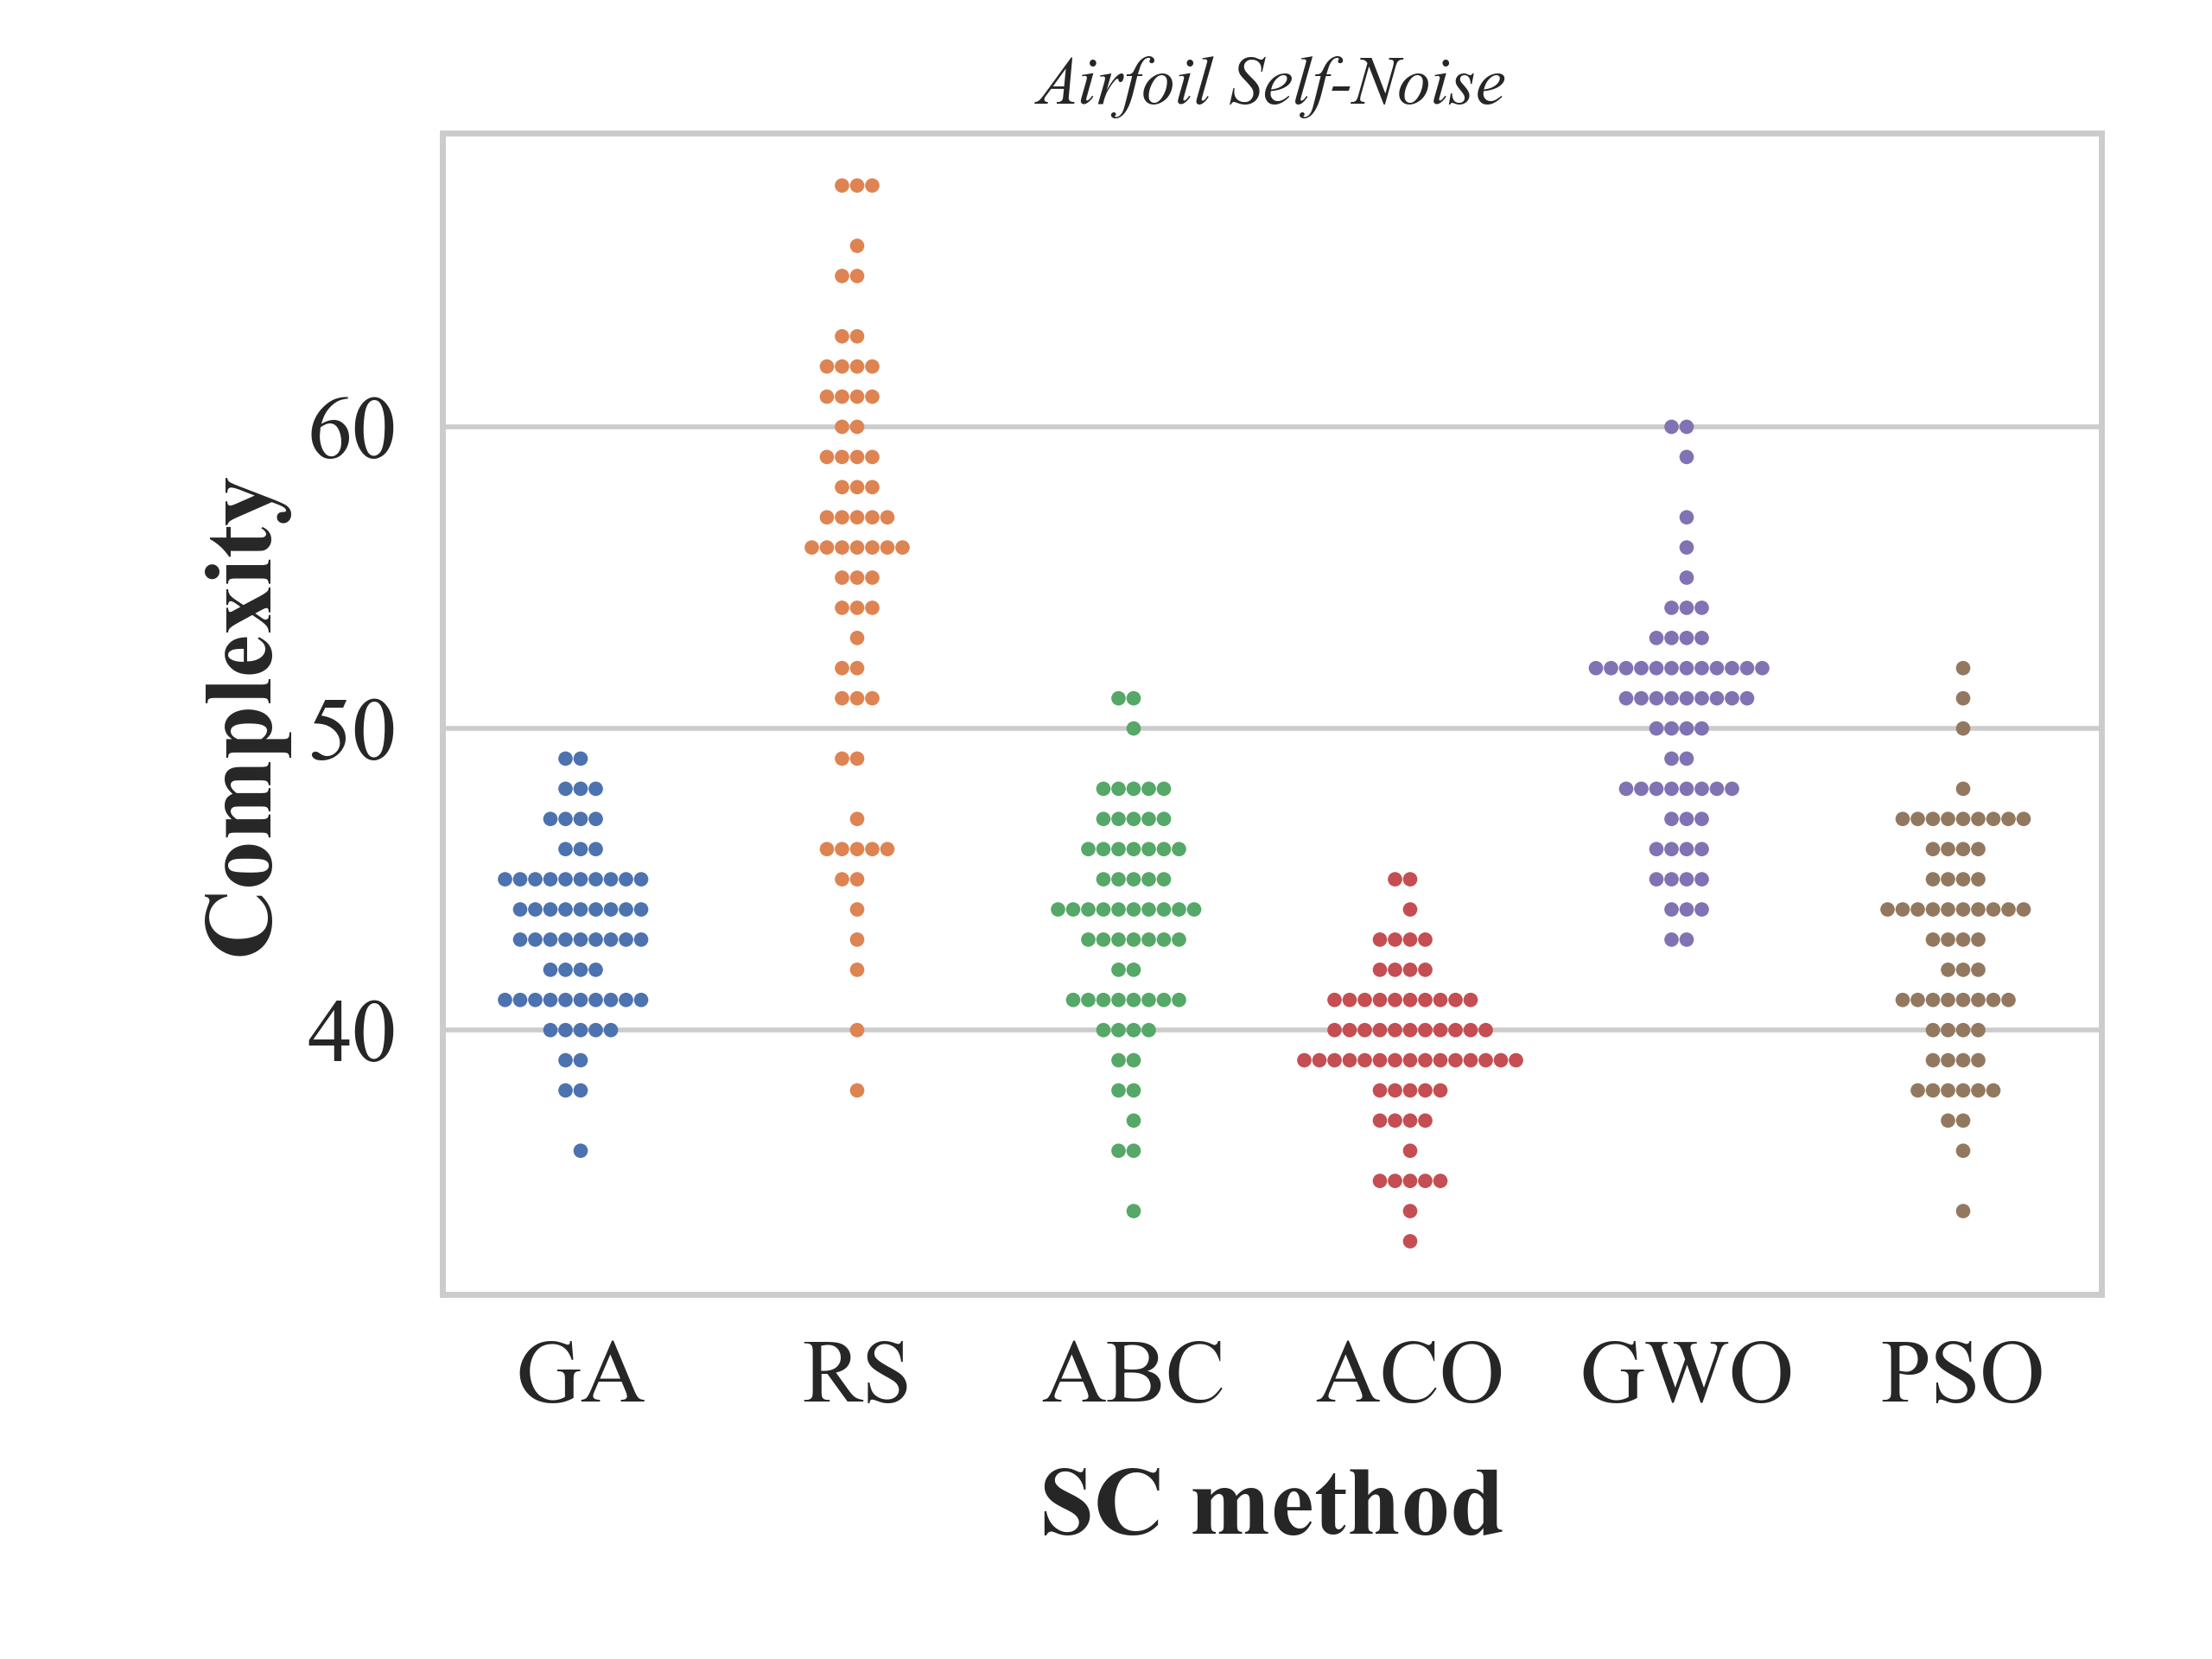 Airfoil Self-Noise
Complexity
60
50
40
GA RS ABC ACO GWO PSO
SC method